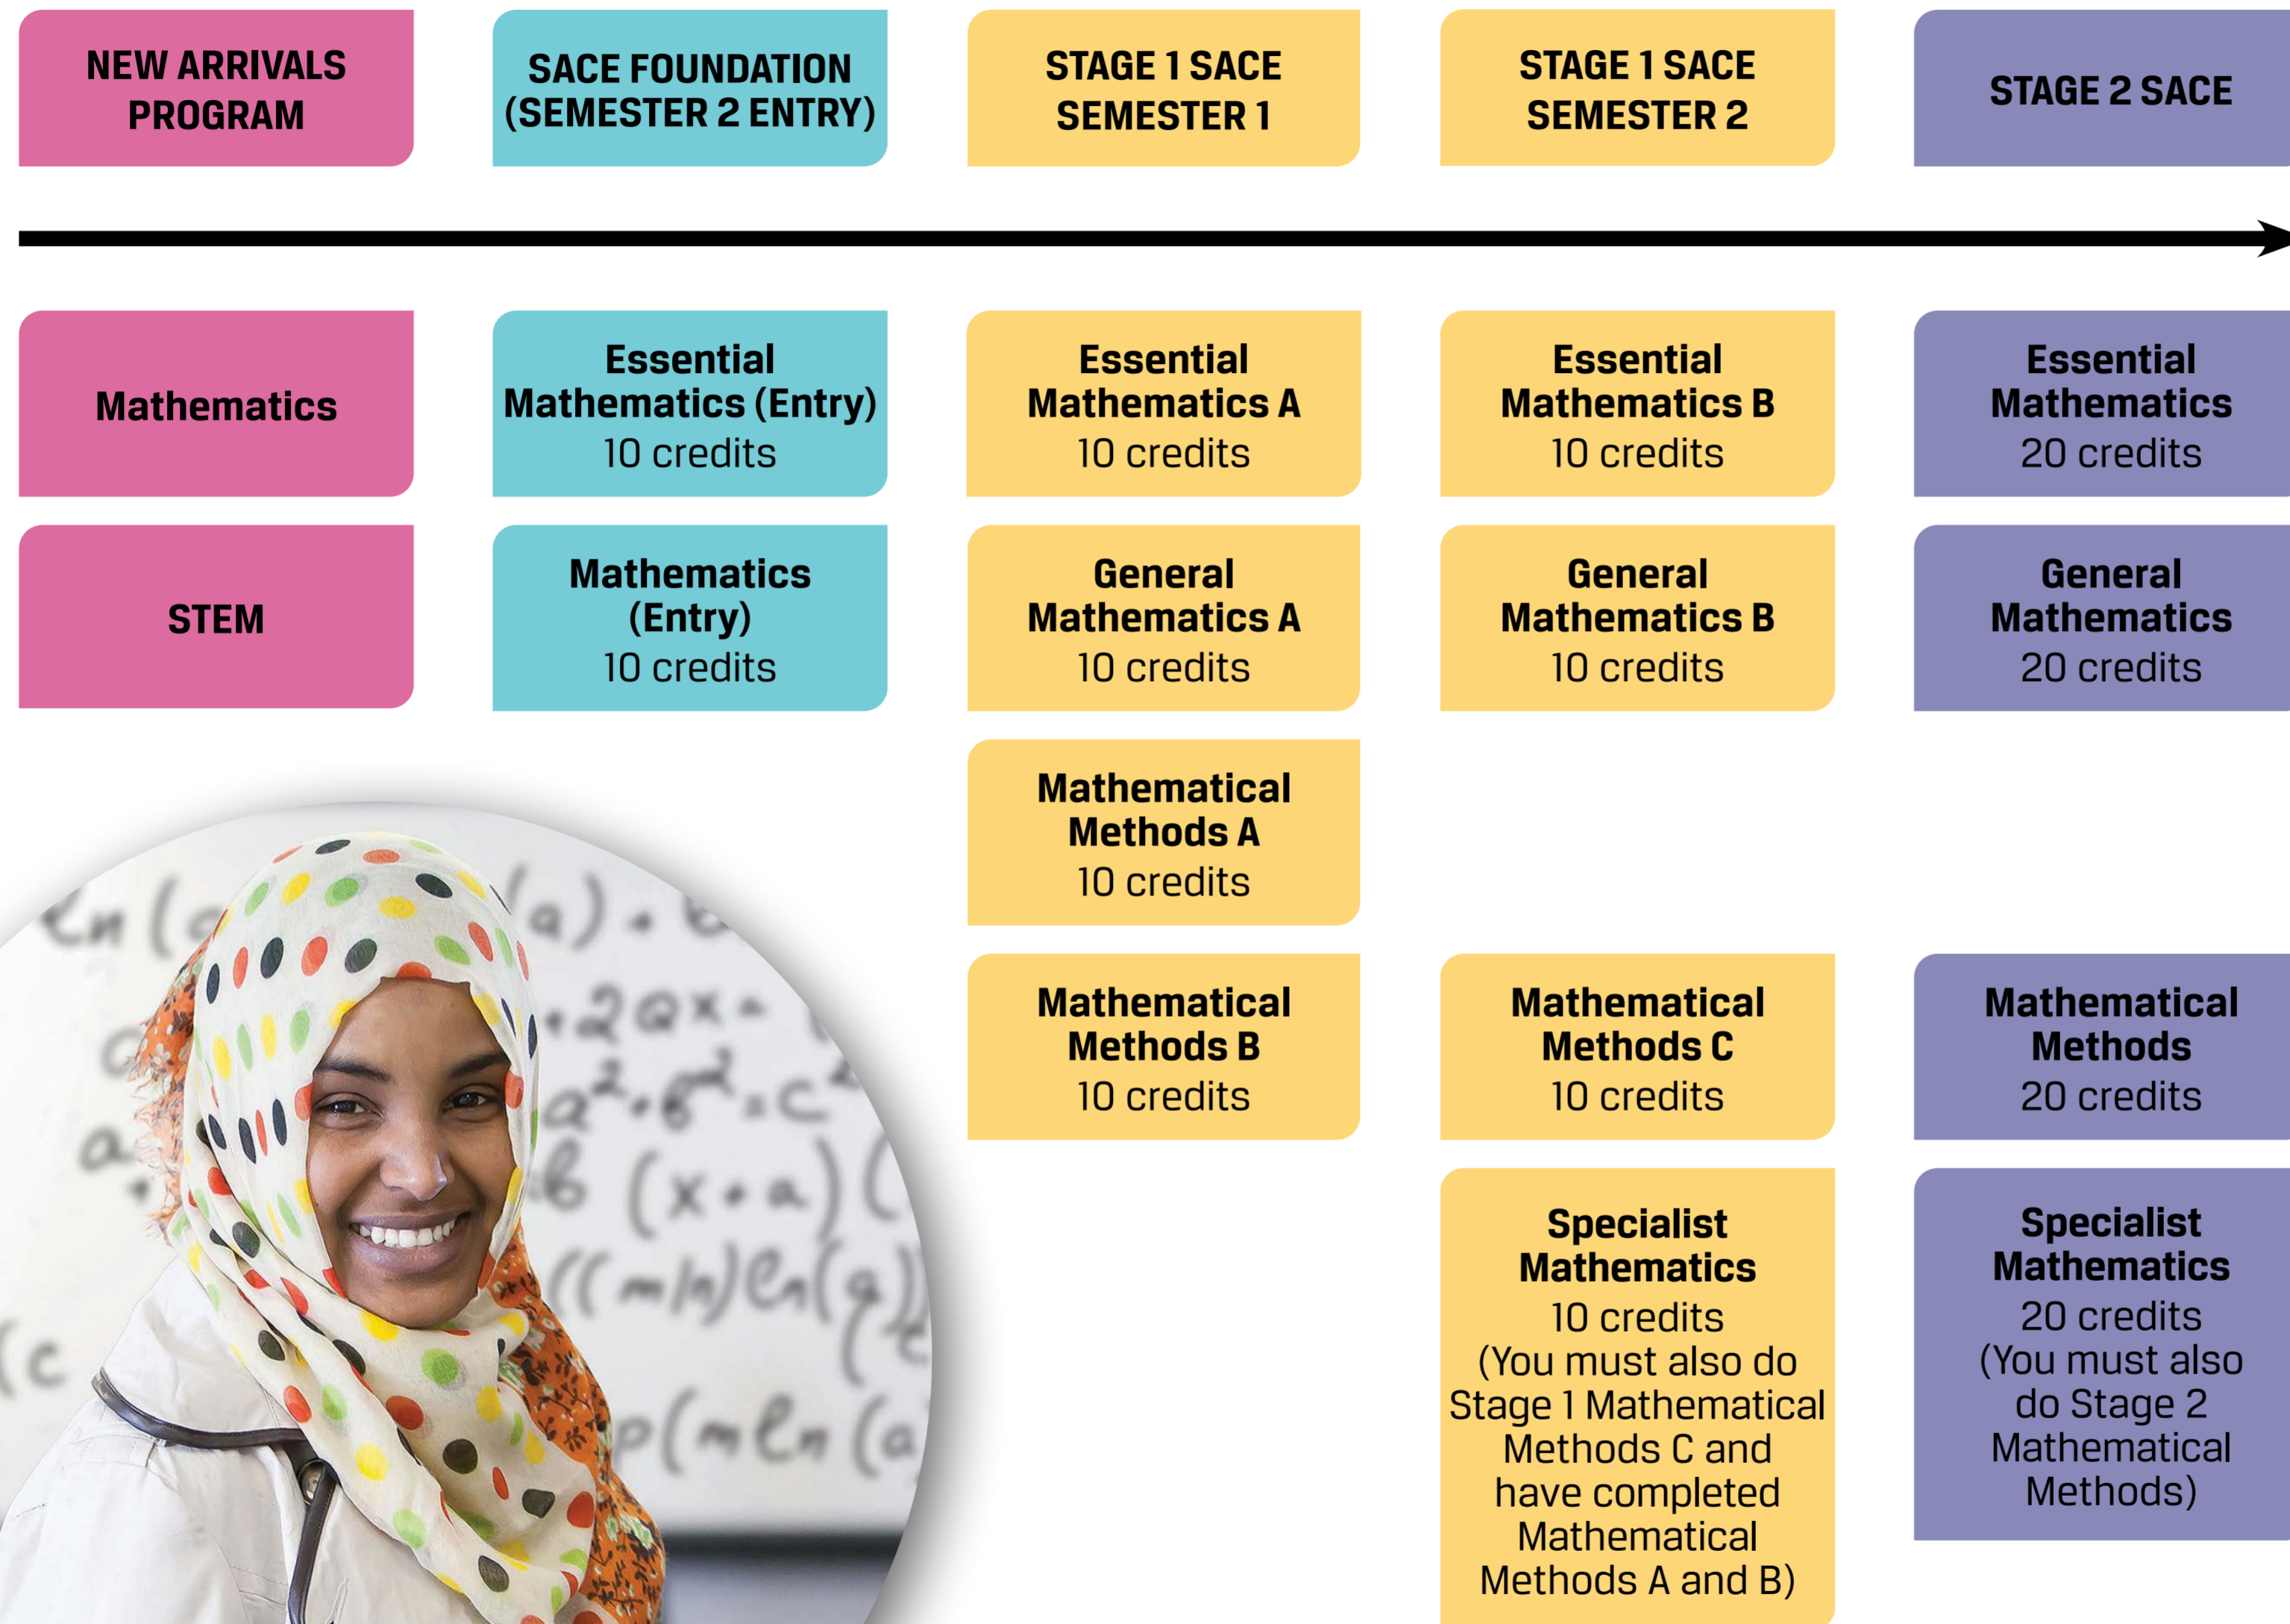 NEW ARRIVALS
PROGRAM
SACE FOUNDATION
(SEMESTER 2 ENTRY)
STAGE 1 SACE
SEMESTER 1
STAGE 1 SACE
SEMESTER 2
STAGE 2 SACE
Mathematics
Essential
Mathematics (Entry)
10 credits
Essential
Mathematics A
10 credits
Essential
Mathematics B
10 credits
Essential
Mathematics
20 credits
STEM
Mathematics
(Entry)
10 credits
General
Mathematics A
10 credits
General
Mathematics B
10 credits
General
Mathematics
20 credits
Mathematical
Methods A
10 credits
Mathematical
Methods B
10 credits
Mathematical
Methods C
10 credits
Mathematical
Methods
20 credits
Specialist
Mathematics
10 credits
(You must also do
Stage 1 Mathematical
Methods C and
have completed
Mathematical
Methods A and B)
Specialist
Mathematics
20 credits
(You must also
do Stage 2
Mathematical
Methods)
a²+b²=c²
(x+a)